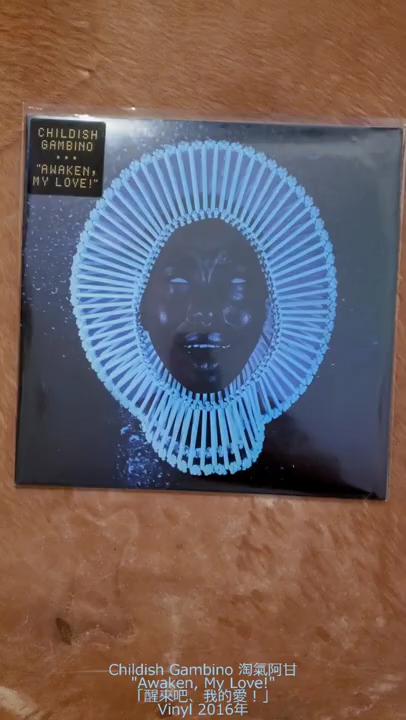 CHILDISH
GAMBINO
***
"AWAKEN,
MY LOVE!"
Childish Gambino 淘氣阿甘
"Awaken, My Love!"
「醒來吧、我的愛！」
Vinyl 2016年